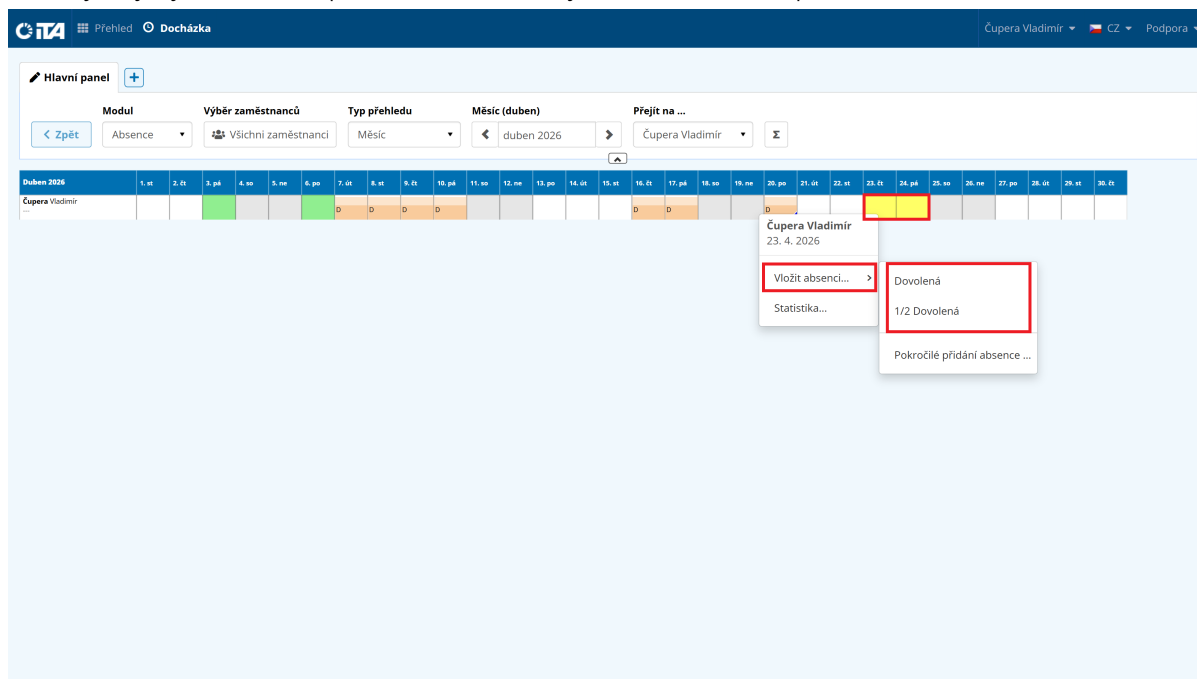 iTA Přehled Docházka Čupera Vladimír CZ Podpora
Hlavní panel +
Modul Výběr zaměstnanců Typ přehledu Měsíc (duben) Přejít na ...
Zpět Absence Všichni zaměstnanci Měsíc duben 2026 Čupera Vladimír Σ
Duben 2026 1. st 2. čt 3. pá 4. so 5. ne 6. po 7. út 8. st 9. čt 10. pá 11. so 12. ne 13. po 14. út 15. st 16. čt 17. pá 18. so 19. ne 20. po 21. út 22. st 23. čt 24. pá 25. so 26. ne 27. po 28. út 29. st 30. čt
Čupera Vladimír
---
D D D D D D D
Čupera Vladimír
23. 4. 2026
Vložit absenci...
Statistika...
Dovolená
1/2 Dovolená
Pokročilé přidání absence ...